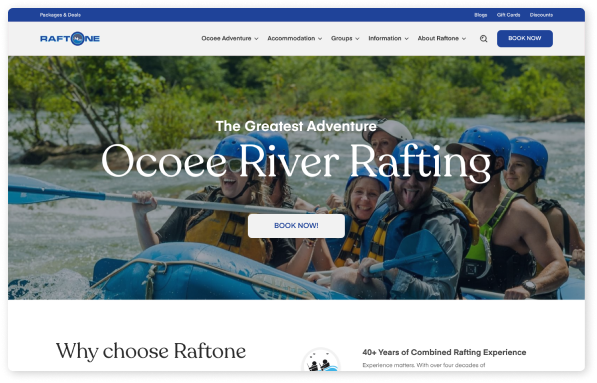 Packages & Deals
Blogs Gift Cards Discounts
RAFTONE
Ocoee Adventure Accommodation Groups Information About Raftone BOOK NOW
The Greatest Adventure
Ocoee River Rafting
BOOK NOW!
Why choose Raftone
40+ Years of Combined Rafting Experience
Experience matters. With over four decades of